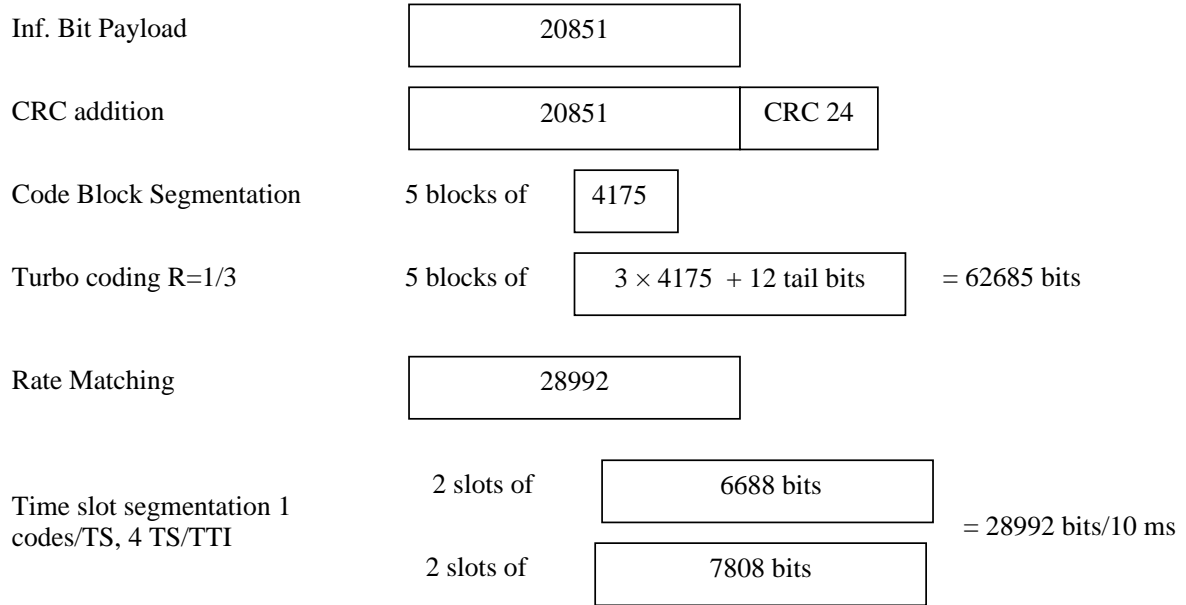 Inf. Bit Payload 20851
CRC addition 20851 CRC 24
Code Block Segmentation 5 blocks of 4175
Turbo coding R=1/3 5 blocks of 3 × 4175 + 12 tail bits = 62685 bits
Rate Matching 28992
2 slots of 6688 bits
Time slot segmentation 1
codes/TS, 4 TS/TTI
= 28992 bits/10 ms
2 slots of 7808 bits